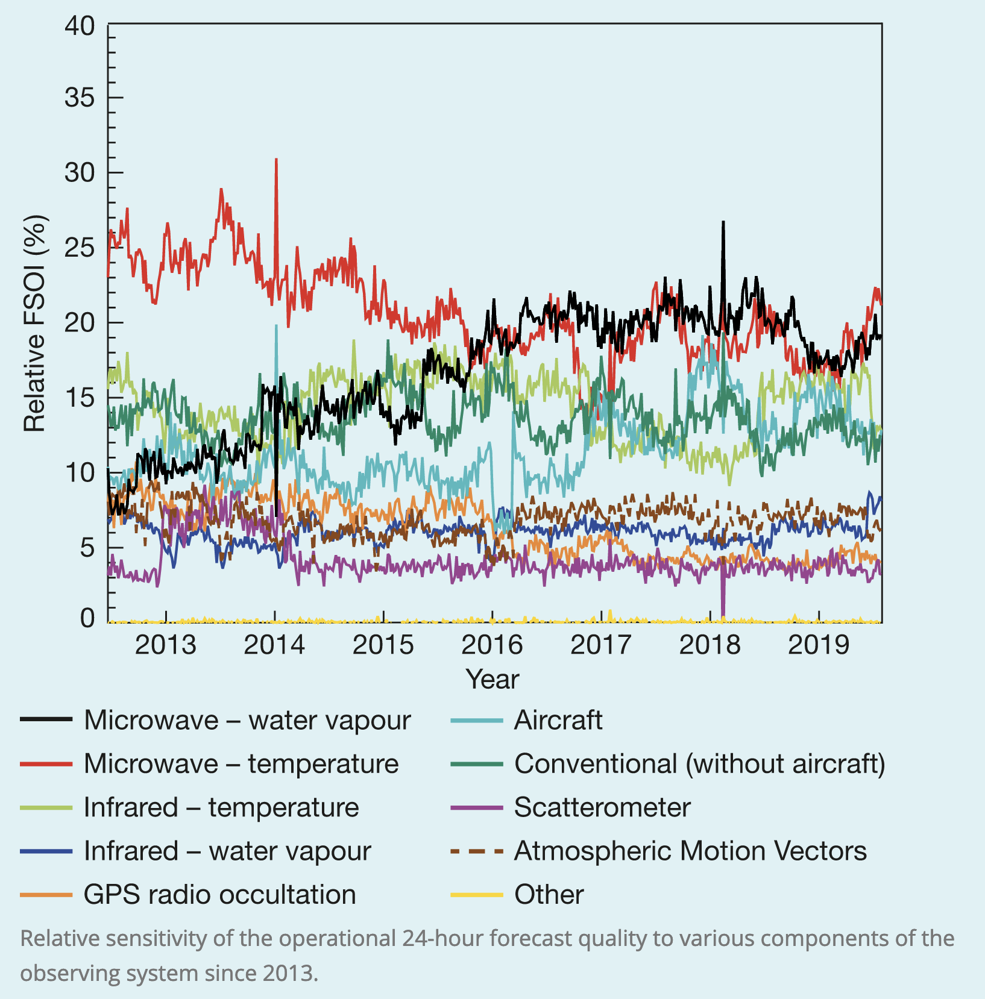 40
35
30
25
20
15
10
5
0
Relative FSOI (%)
2013 2014 2015 2016 2017 2018 2019
Year
Microwave – water vapour
Microwave – temperature
Infrared – temperature
Infrared – water vapour
GPS radio occultation
Aircraft
Conventional (without aircraft)
Scatterometer
Atmospheric Motion Vectors
Other
Relative sensitivity of the operational 24-hour forecast quality to various components of the
observing system since 2013.